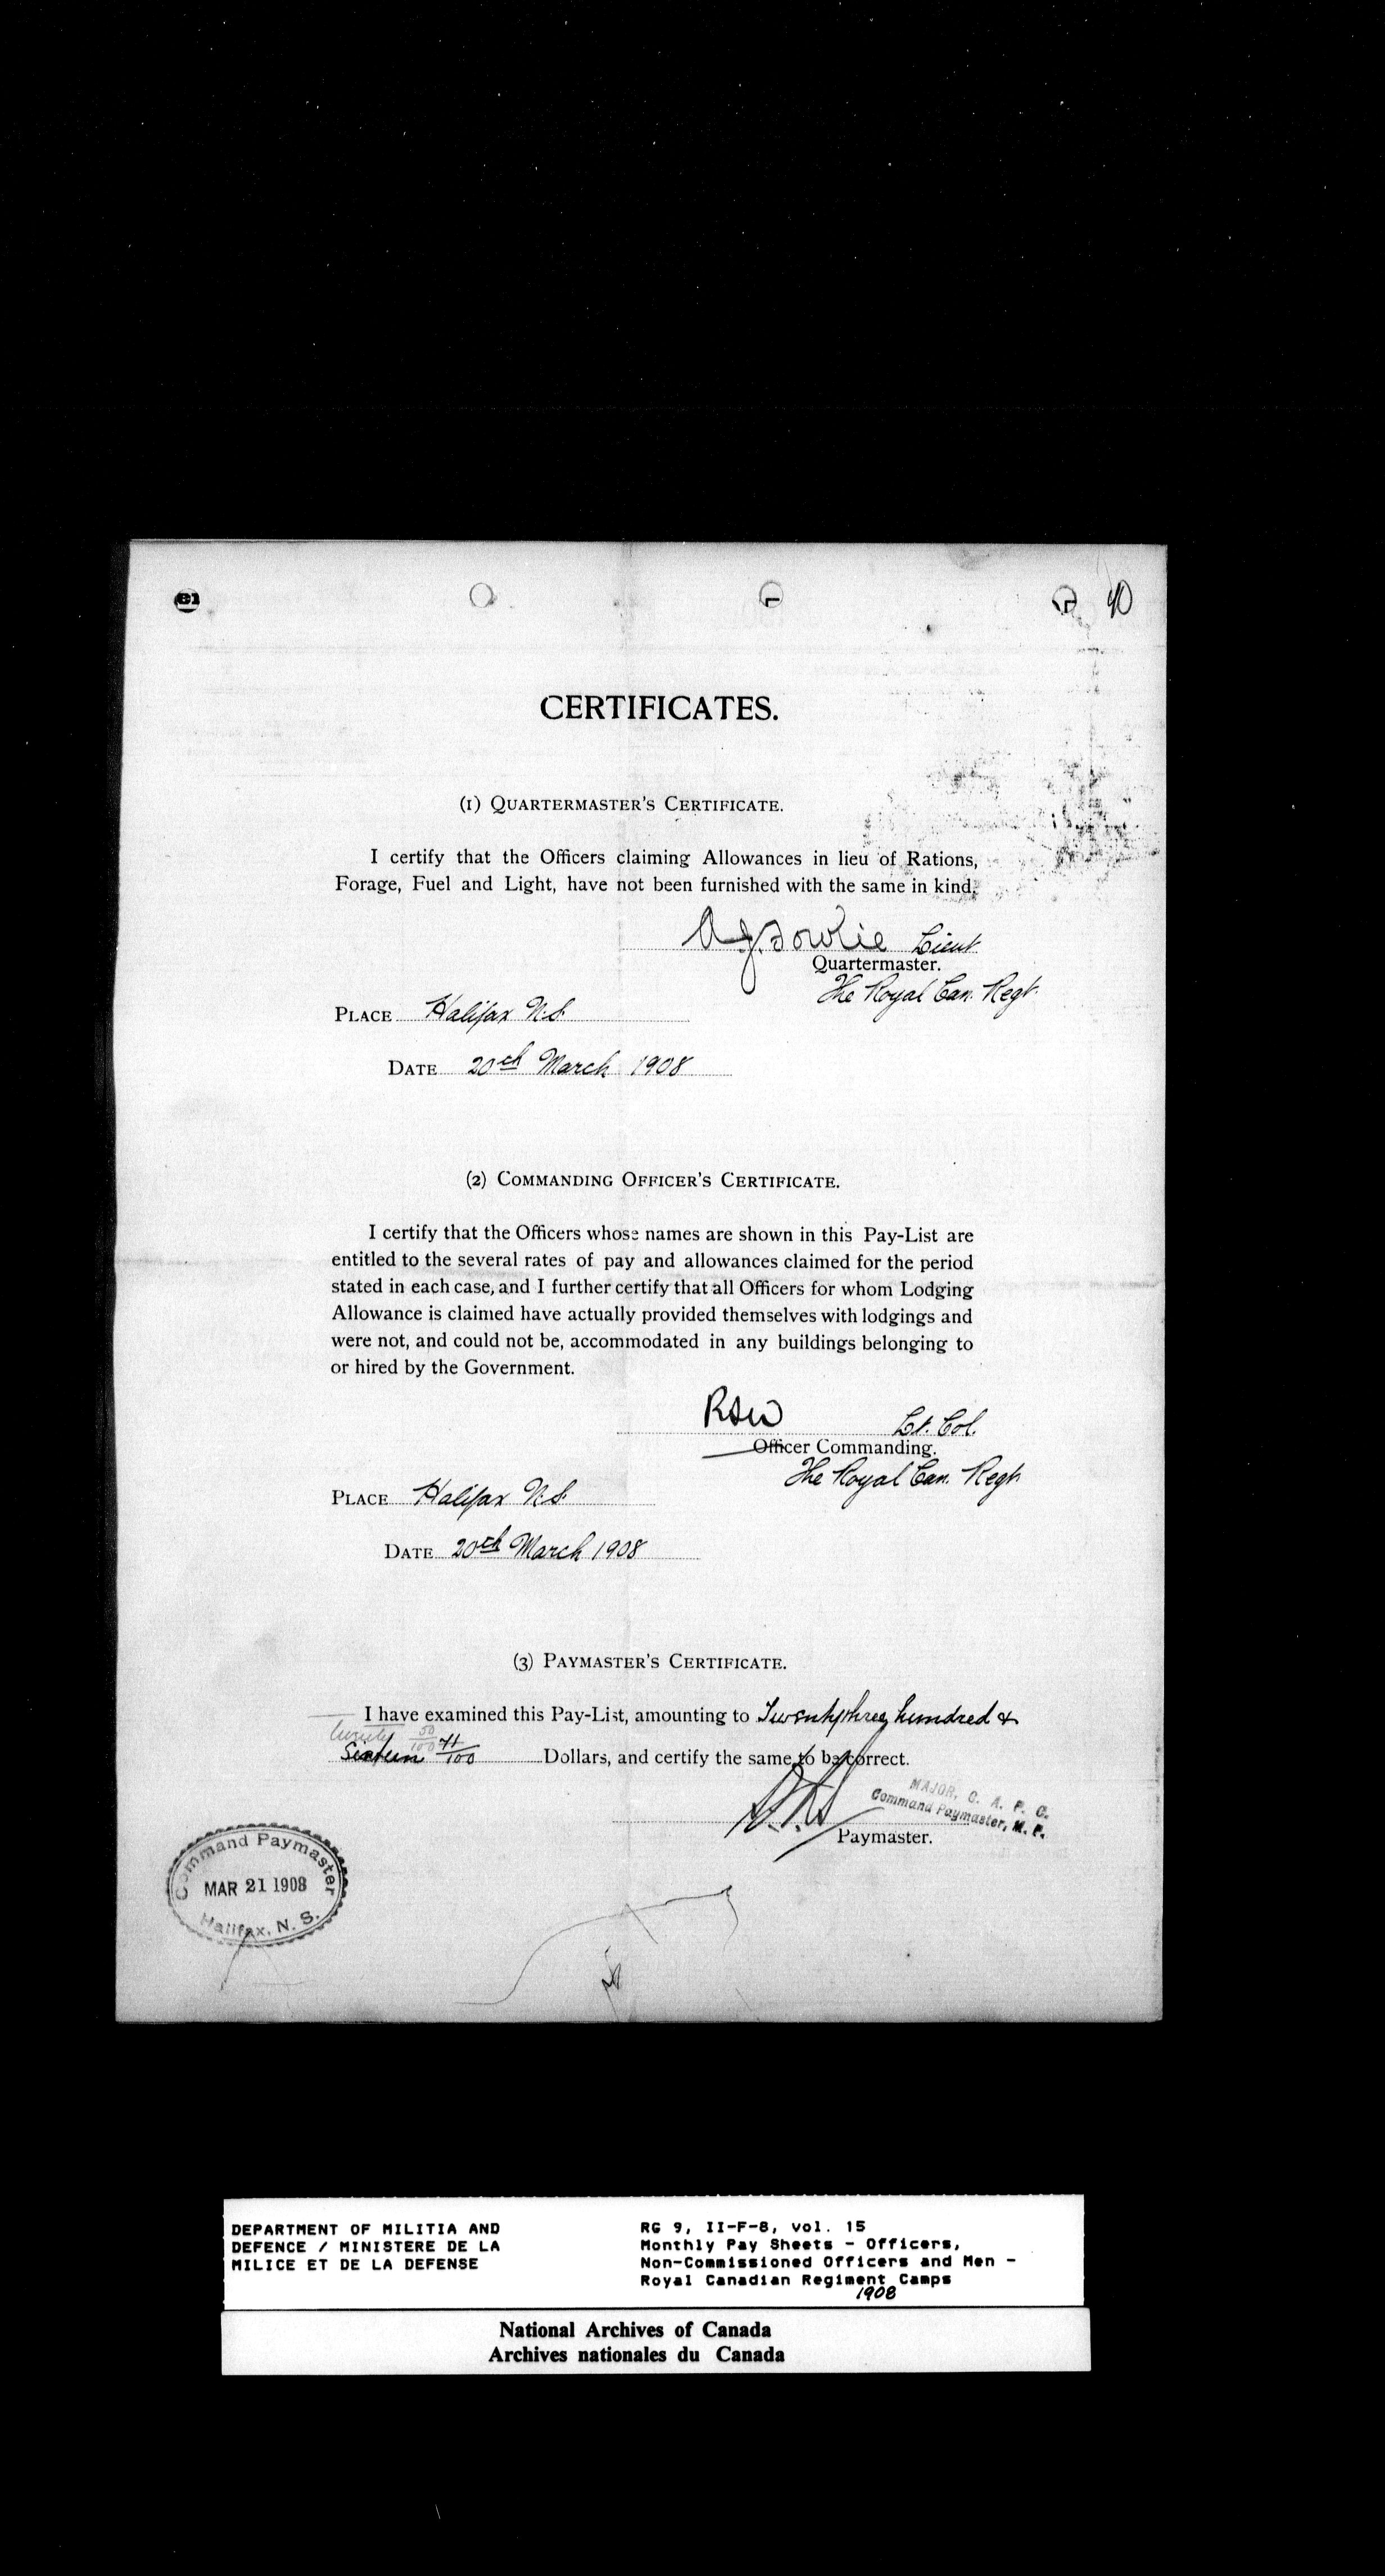 40
CERTIFICATES.
(1) QUARTERMASTER'S CERTIFICATE.
I certify that the Officers claiming Allowances in lieu of Rations,
Forage, Fuel and Light, have not been furnished with the same in kind.
A.J. Fowlie Lieut
Quartermaster.
The Royal Can. Regt.
PLACE Halifax N.S.
DATE 20th March 1908
(2) COMMANDING OFFICER'S CERTIFICATE.
I certify that the Officers whose names are shown in this Pay-List are
entitled to the several rates of pay and allowances claimed for the period
stated in each case, and I further certify that all Officers for whom Lodging
Allowance is claimed have actually provided themselves with lodgings and
were not, and could not be, accommodated in any buildings belonging to
or hired by the Government.
Lt. Col.
Officer Commanding.
The Royal Can. Regt
PLACE Halifax N.S.
DATE 20th March 1908
(3) PAYMASTER'S CERTIFICATE.
I have examined this Pay-List, amounting to Twenty three hundred &
twenty 50/100
Sixteen 71/100 Dollars, and certify the same to be correct.
MAJOR, C. A. P. C.
Command Paymaster, M. P.
Paymaster.
Command Paymaster
MAR 21 1908
Halifax, N. S.
DEPARTMENT OF MILITIA AND
DEFENCE / MINISTERE DE LA
MILICE ET DE LA DEFENSE
RG 9, II-F-8, vol. 15
Monthly Pay Sheets - Officers,
Non-Commissioned Officers and Men -
Royal Canadian Regiment Camps
1908
National Archives of Canada
Archives nationales du Canada